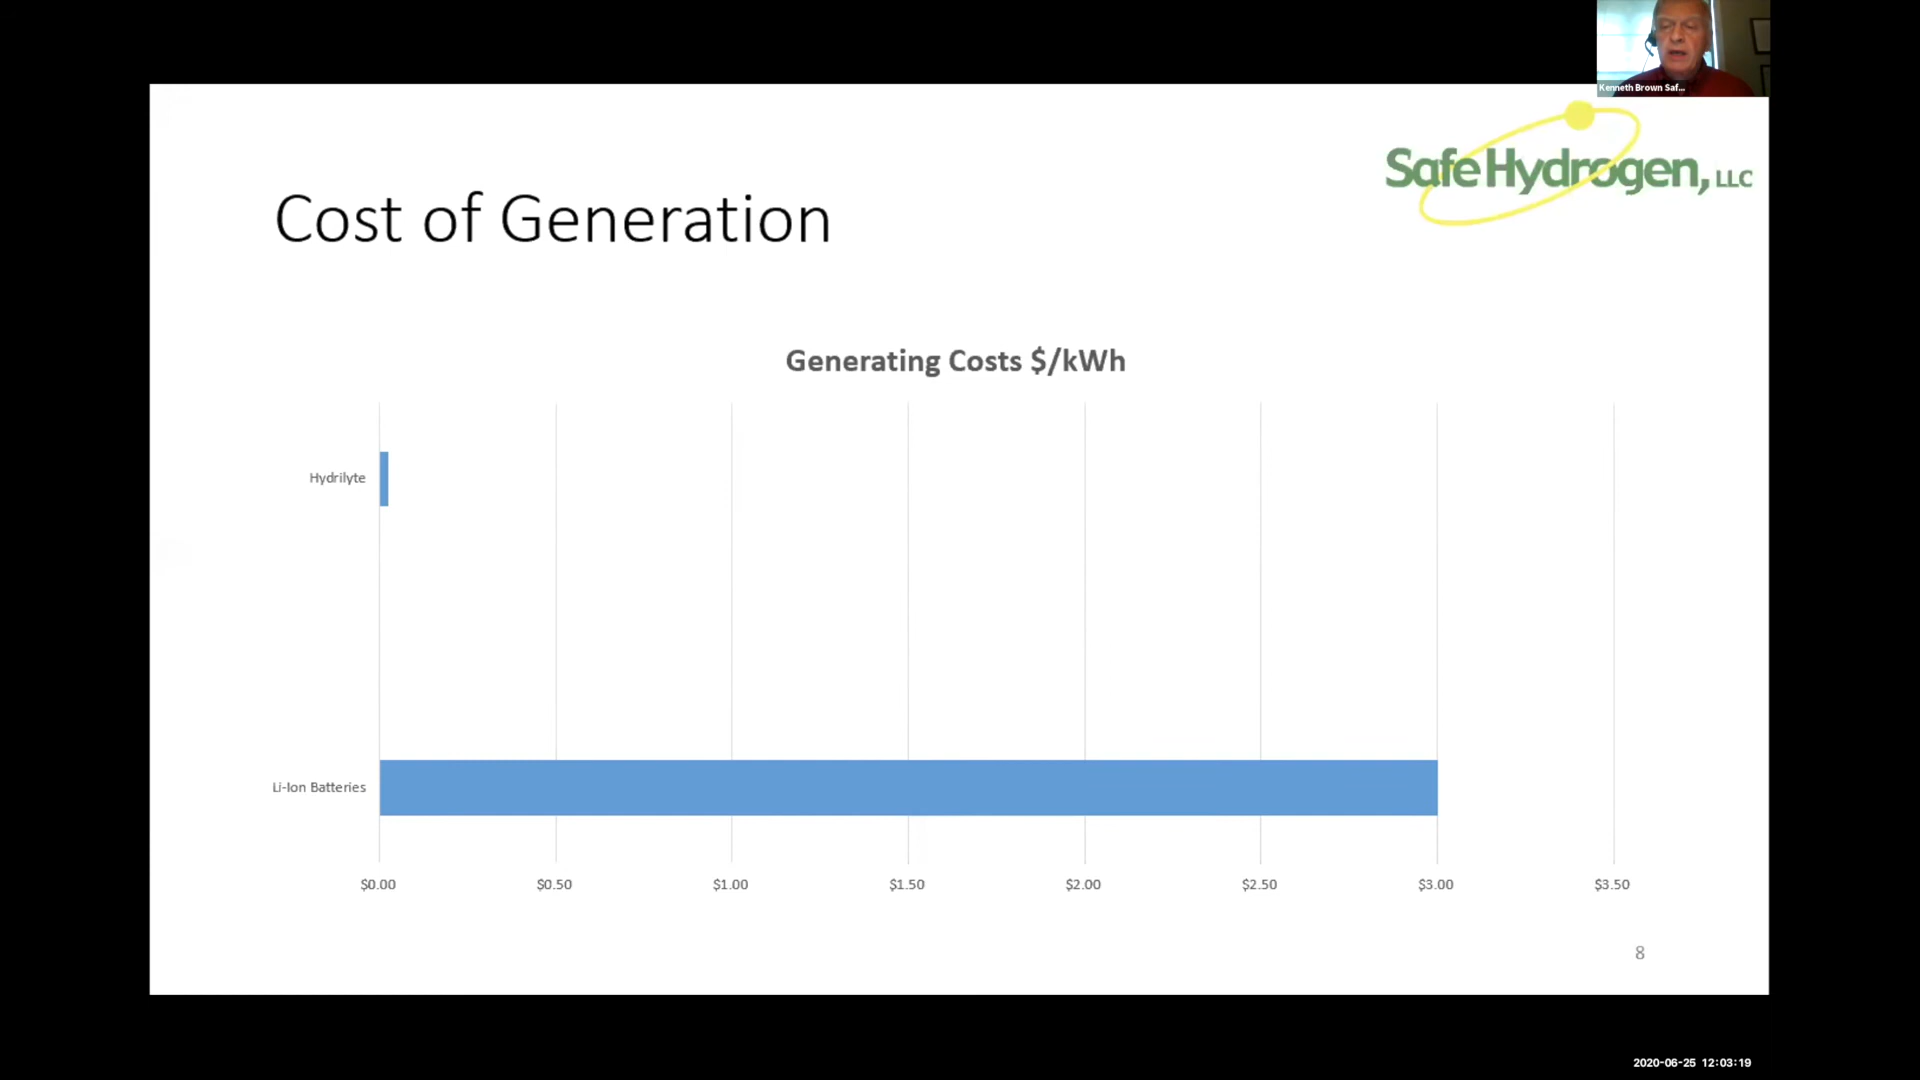 Kenneth Brown Saf...
SafeHydrogen, LLC
Cost of Generation
Generating Costs $/kWh
Hydrilyte
Li-Ion Batteries
$0.00 $0.50 $1.00 $1.50 $2.00 $2.50 $3.00 $3.50
8
2020-06-25 12:03:19